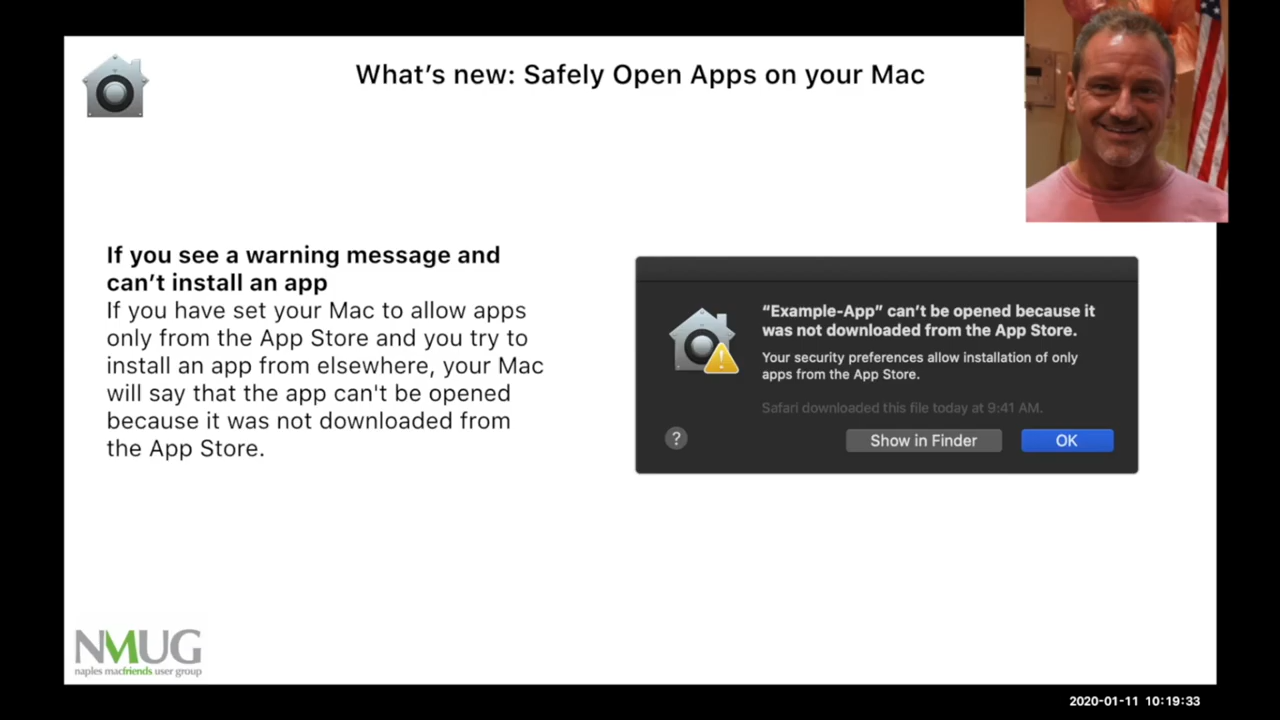 What’s new: Safely Open Apps on your Mac
If you see a warning message and
can’t install an app
If you have set your Mac to allow apps
only from the App Store and you try to
install an app from elsewhere, your Mac
will say that the app can't be opened
because it was not downloaded from
the App Store.
“Example-App” can’t be opened because it
was not downloaded from the App Store.
Your security preferences allow installation of only
apps from the App Store.
Safari downloaded this file today at 9:41 AM.
?
Show in Finder
OK
NMUG
naples macfriends user group
2020-01-11 10:19:33